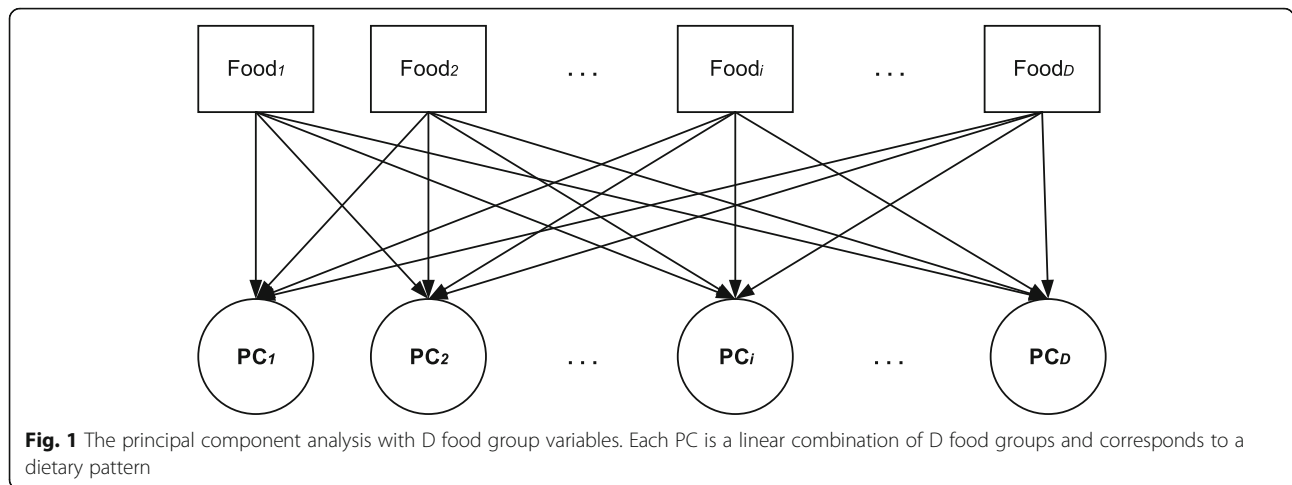 Food1 Food2 ... Foodi ... FoodD
PC1 PC2 ... PCi ... PCD
Fig. 1 The principal component analysis with D food group variables. Each PC is a linear combination of D food groups and corresponds to a
dietary pattern